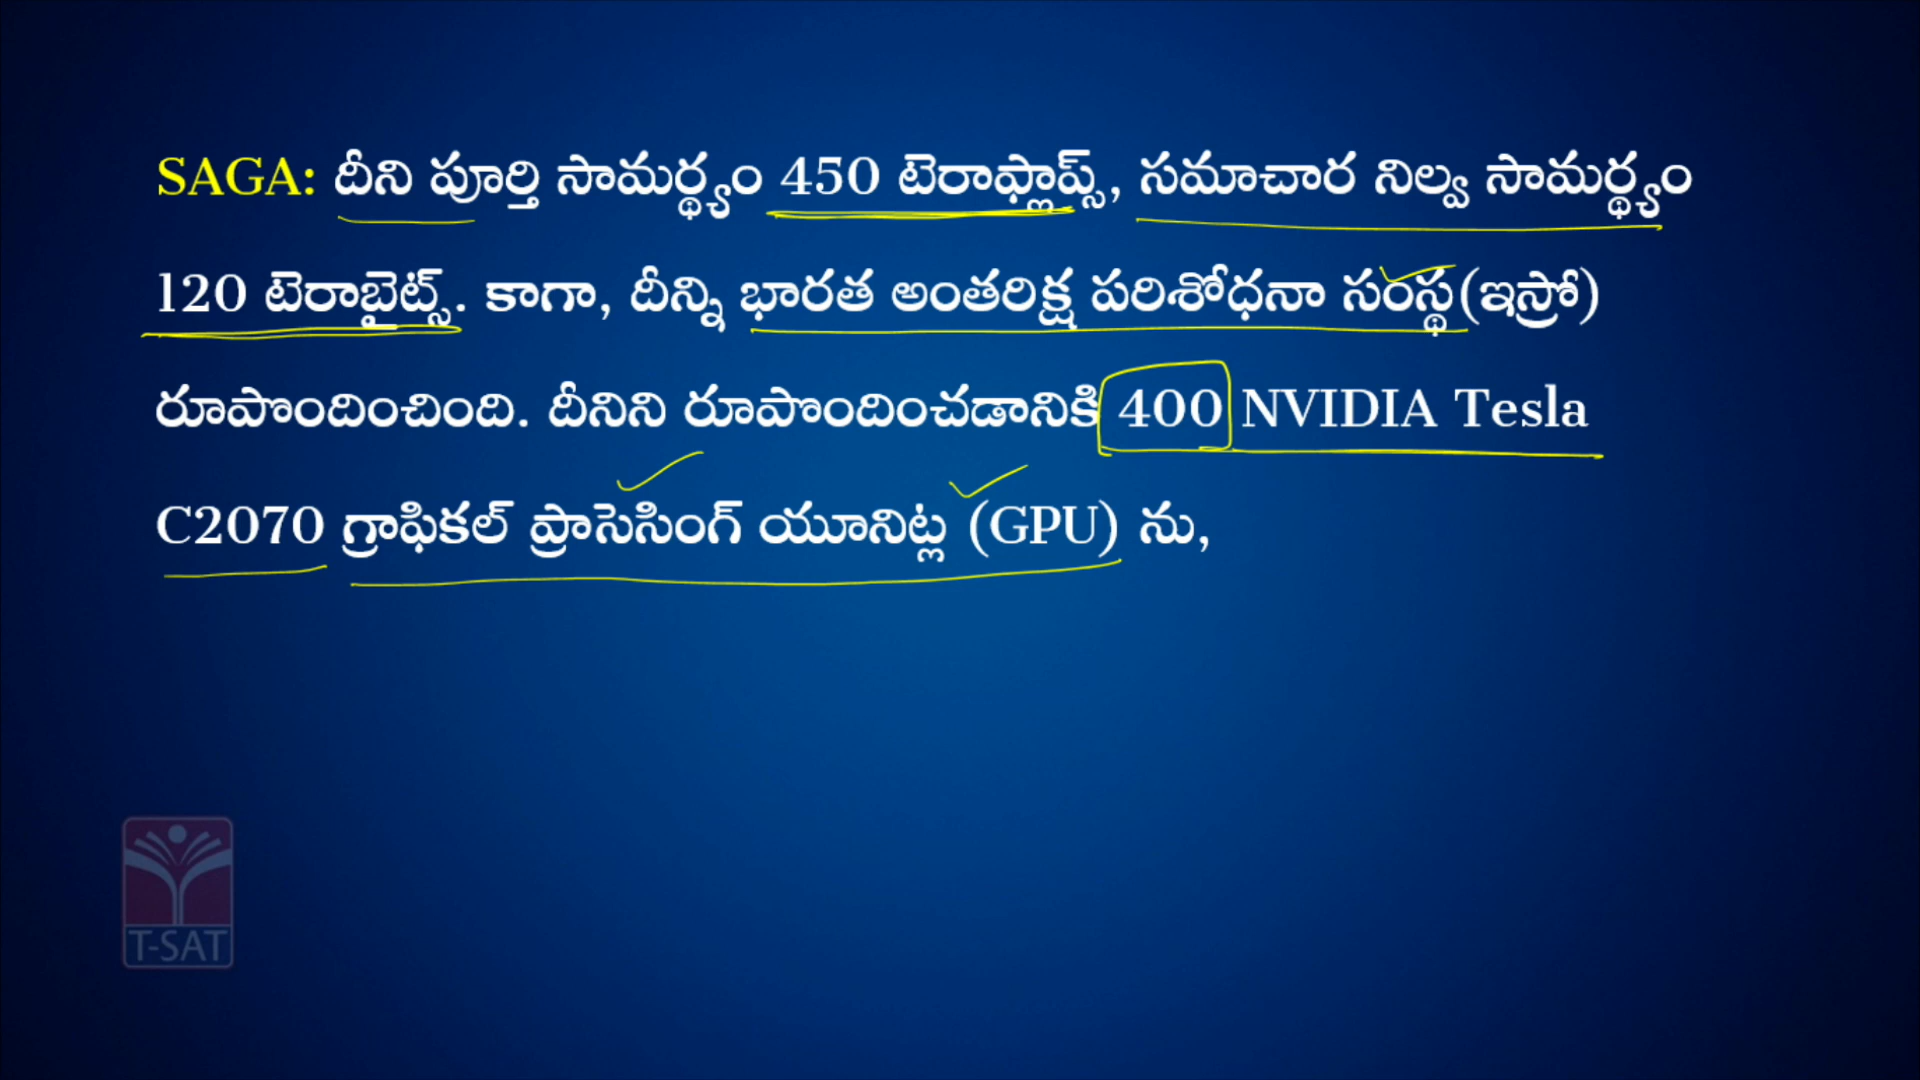 SAGA: దీని పూర్తి సామర్థ్యం 450 టెరాఫ్లాప్స్, సమాచార నిల్వ సామర్థ్యం
120 టెరాబైట్స్. కాగా, దీన్ని భారత అంతరిక్ష పరిశోధనా సంస్థ(ఇస్రో)
రూపొందించింది. దీనిని రూపొందించడానికి 400 NVIDIA Tesla
C2070 గ్రాఫికల్ ప్రాసెసింగ్ యూనిట్ల (GPU) ను,
T-SAT